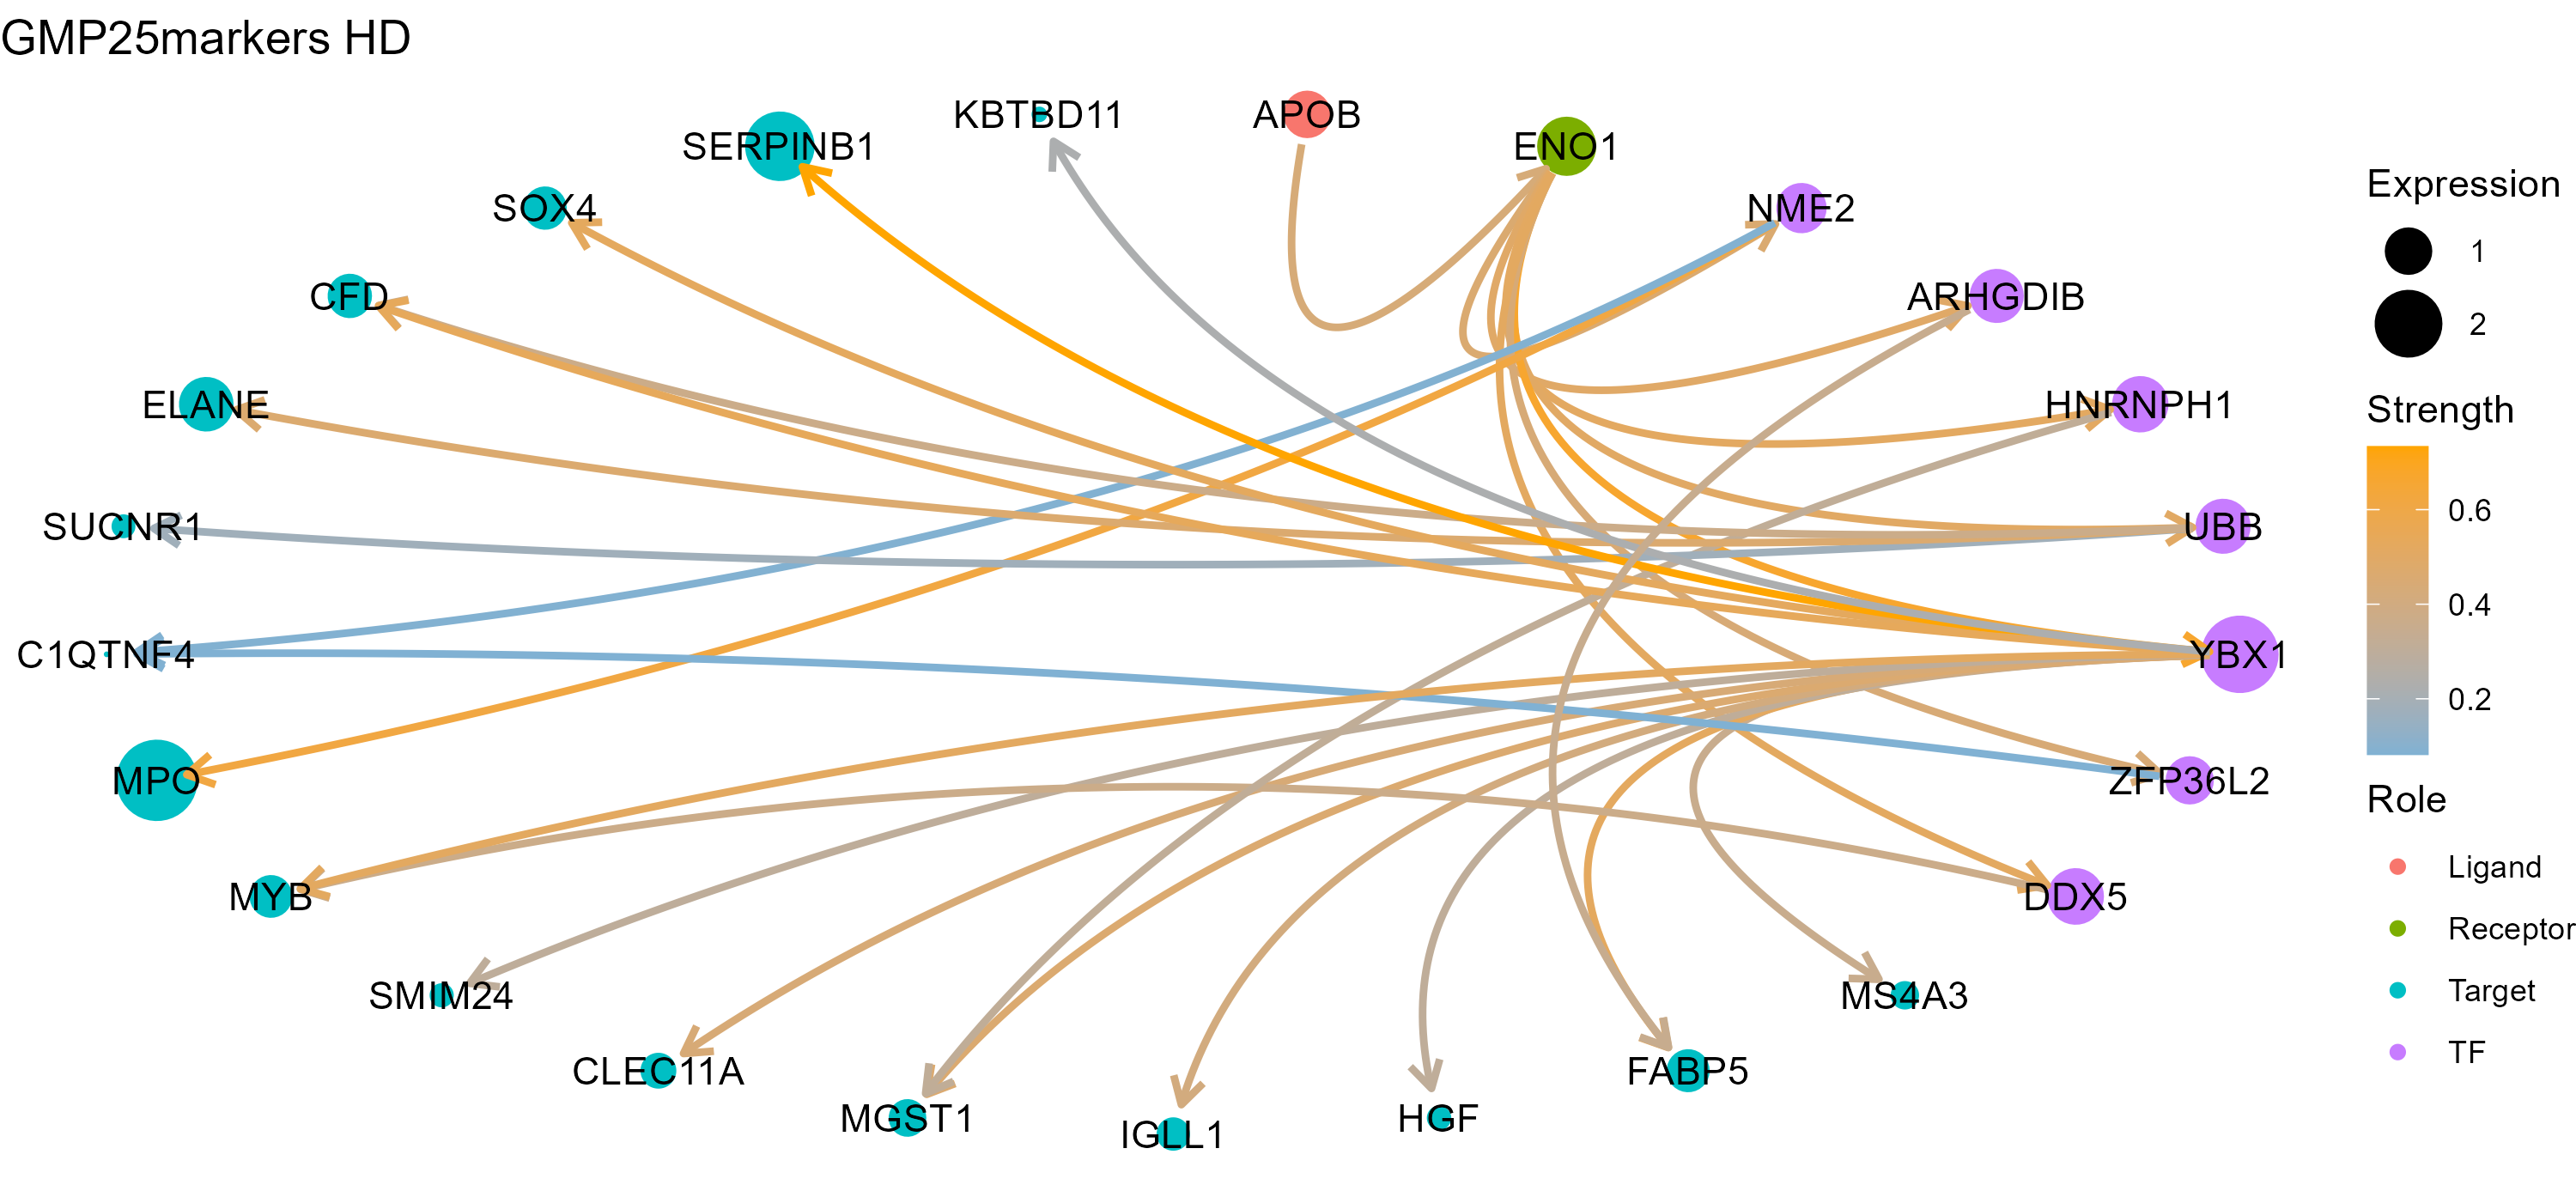 GMP25markers HD
KBTBD11
APOB
SERPINB1
ENO1
SOX4
NME2
CFD
ARHGDIB
ELANE
HNRNPH1
SUCNR1
UBB
C1QTNF4
YBX1
MPO
ZFP36L2
MYB
DDX5
SMIM24
MS4A3
CLEC11A
FABP5
MGST1
HGF
IGLL1
Expression
1
2
Strength
0.6
0.4
0.2
Role
Ligand
Receptor
Target
TF